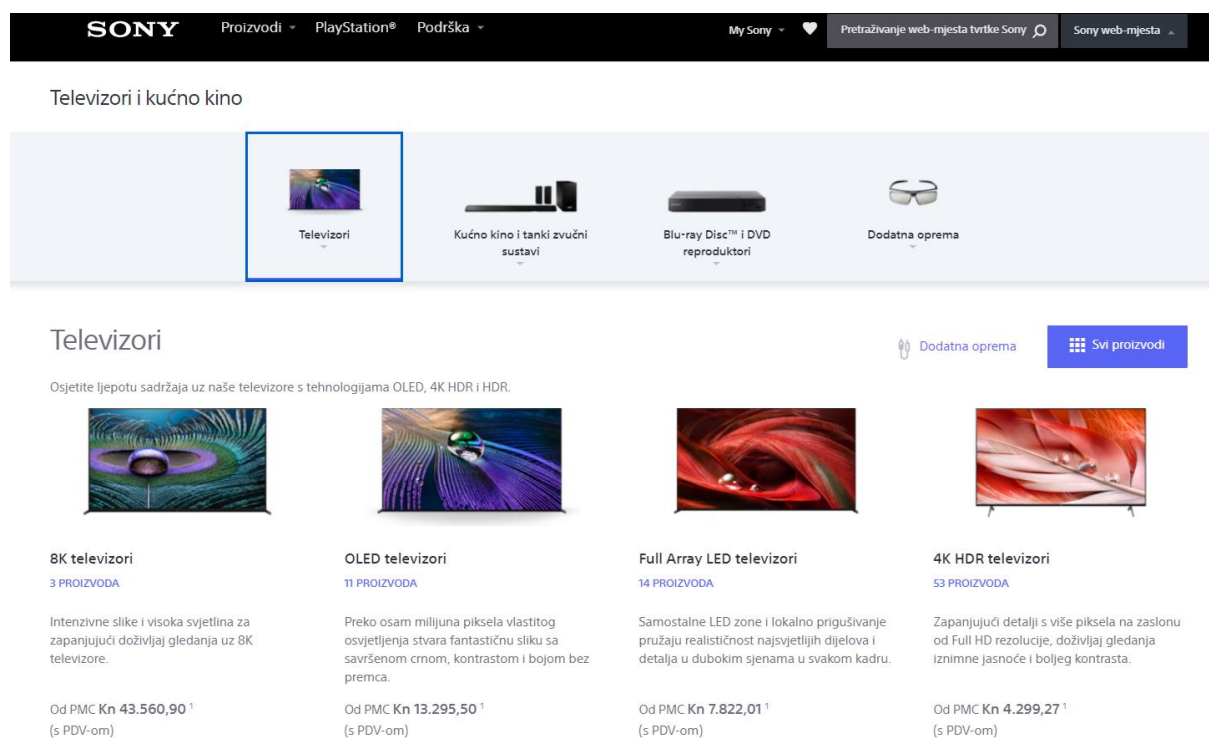 SONY Proizvodi PlayStation® Podrška My Sony Pretraživanje web-mjesta tvrtke Sony Sony web-mjesta
Televizori i kućno kino
Televizori
Kućno kino i tanki zvučni
sustavi
Blu-ray Disc™ i DVD
reproduktori
Dodatna oprema
Televizori
Dodatna oprema
Svi proizvodi
Osjetite ljepotu sadržaja uz naše televizore s tehnologijama OLED, 4K HDR i HDR.
8K televizori
3 PROIZVODA
Intenzivne slike i visoka svjetlina za
zapanjujući doživljaj gledanja uz 8K
televizore.
Od PMC Kn 43.560,90 1
(s PDV-om)
OLED televizori
11 PROIZVODA
Preko osam milijuna piksela vlastitog
osvjetljenja stvara fantastičnu sliku sa
savršenom crnom, kontrastom i bojom bez
premca.
Od PMC Kn 13.295,50 1
(s PDV-om)
Full Array LED televizori
14 PROIZVODA
Samostalne LED zone i lokalno prigušivanje
pružaju realističnost najsvjetlijih dijelova i
detalja u dubokim sjenama u svakom kadru.
Od PMC Kn 7.822,01 1
(s PDV-om)
4K HDR televizori
53 PROIZVODA
Zapanjujući detalji s više piksela na zaslonu
od Full HD rezolucije, doživljaj gledanja
iznimne jasnoće i boljeg kontrasta.
Od PMC Kn 4.299,27 1
(s PDV-om)